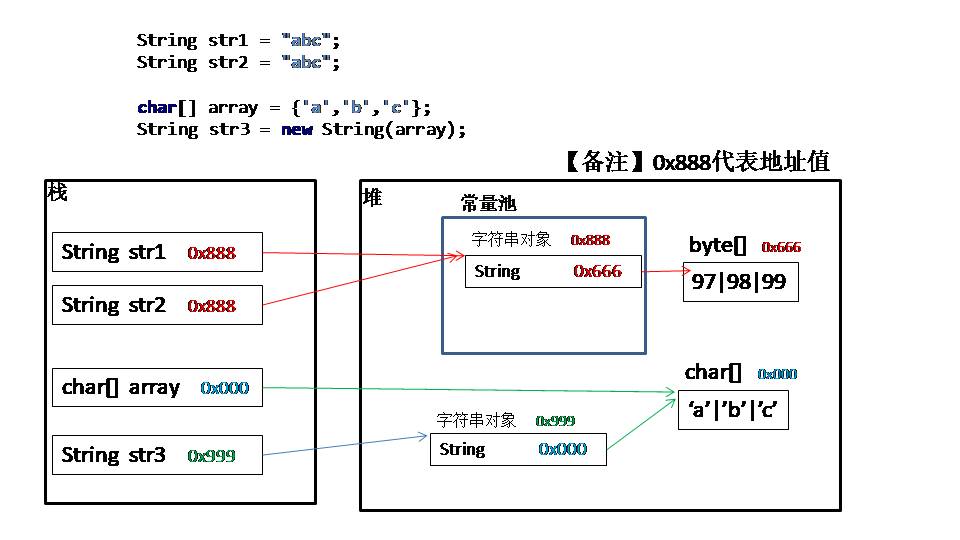 String str1 = "abc";
String str2 = "abc";
char[] array = {'a','b','c'};
String str3 = new String(array);
【备注】0x888代表地址值
栈
堆
常量池
String str1 0x888
字符串对象 0x888
String 0x666
byte[] 0x666
97|98|99
String str2 0x888
char[] array 0x000
char[] 0x000
‘a’|’b’|’c’
字符串对象 0x999
String 0x000
String str3 0x999